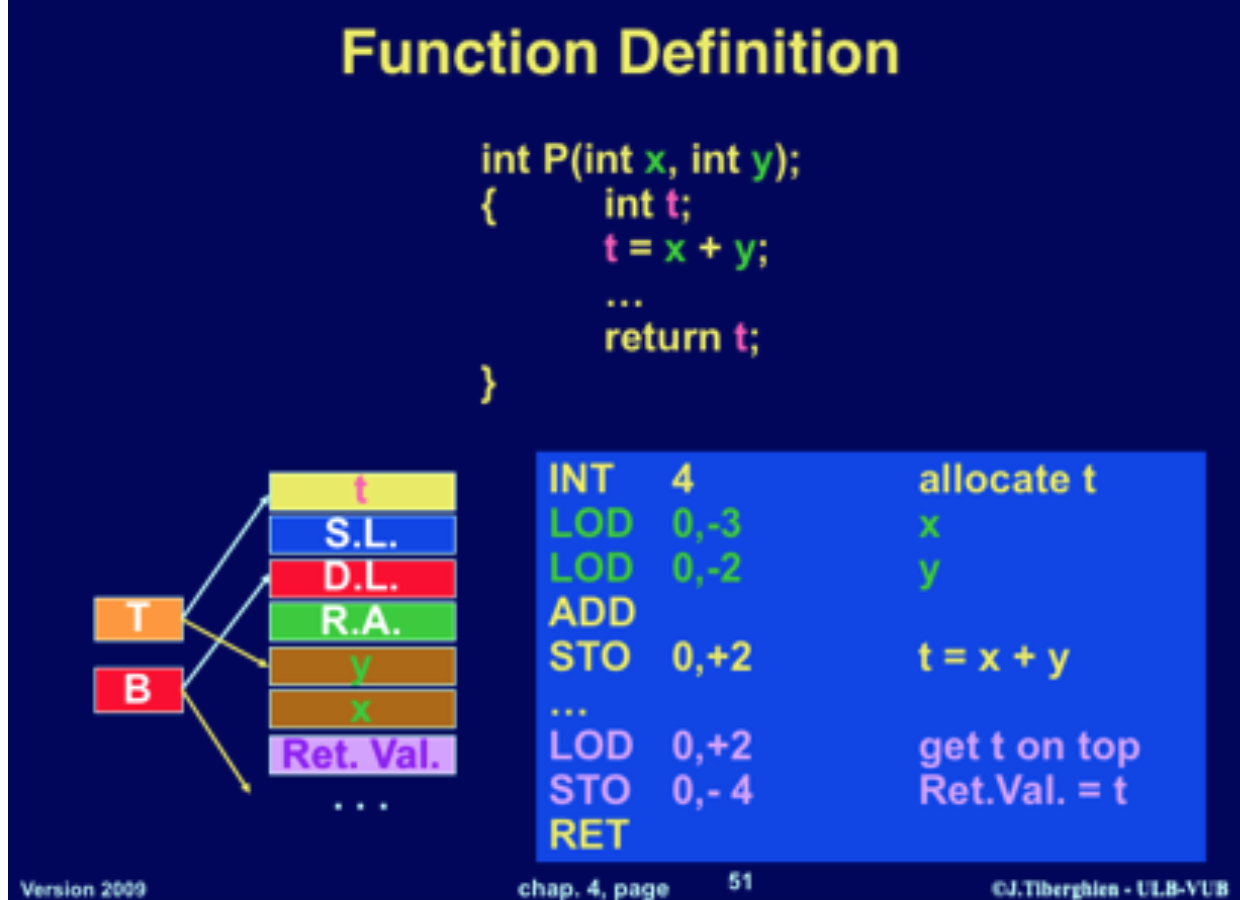 Function Definition
int P(int x, int y);
{ int t;
t = x + y;
...
return t;
}
t
S.L.
D.L.
R.A.
y
x
Ret. Val.
...
T
B
INT 4 allocate t
LOD 0,-3 x
LOD 0,-2 y
ADD
STO 0,+2 t = x + y
...
LOD 0,+2 get t on top
STO 0,- 4 Ret.Val. = t
RET
Version 2009
chap. 4, page 51
©J.Tiberghien - ULB-VUB